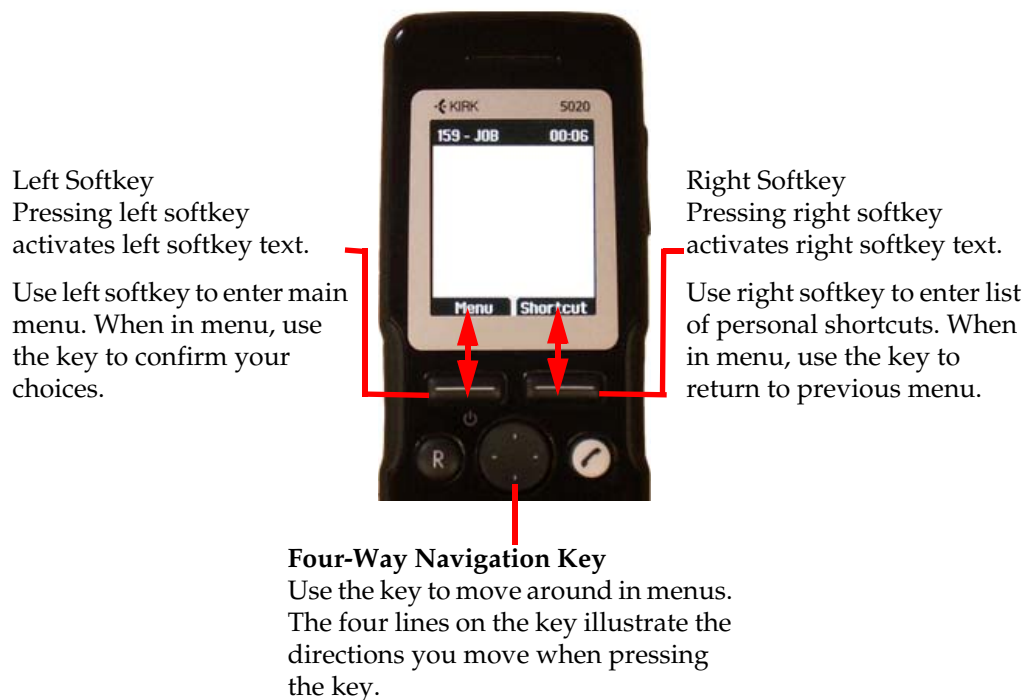 KIRK 5020
159 - JOB 00:06
Menu Shortcut
R
Left Softkey
Pressing left softkey
activates left softkey text.
Use left softkey to enter main
menu. When in menu, use
the key to confirm your
choices.
Right Softkey
Pressing right softkey
activates right softkey text.
Use right softkey to enter list
of personal shortcuts. When
in menu, use the key to
return to previous menu.
Four-Way Navigation Key
Use the key to move around in menus.
The four lines on the key illustrate the
directions you move when pressing
the key.